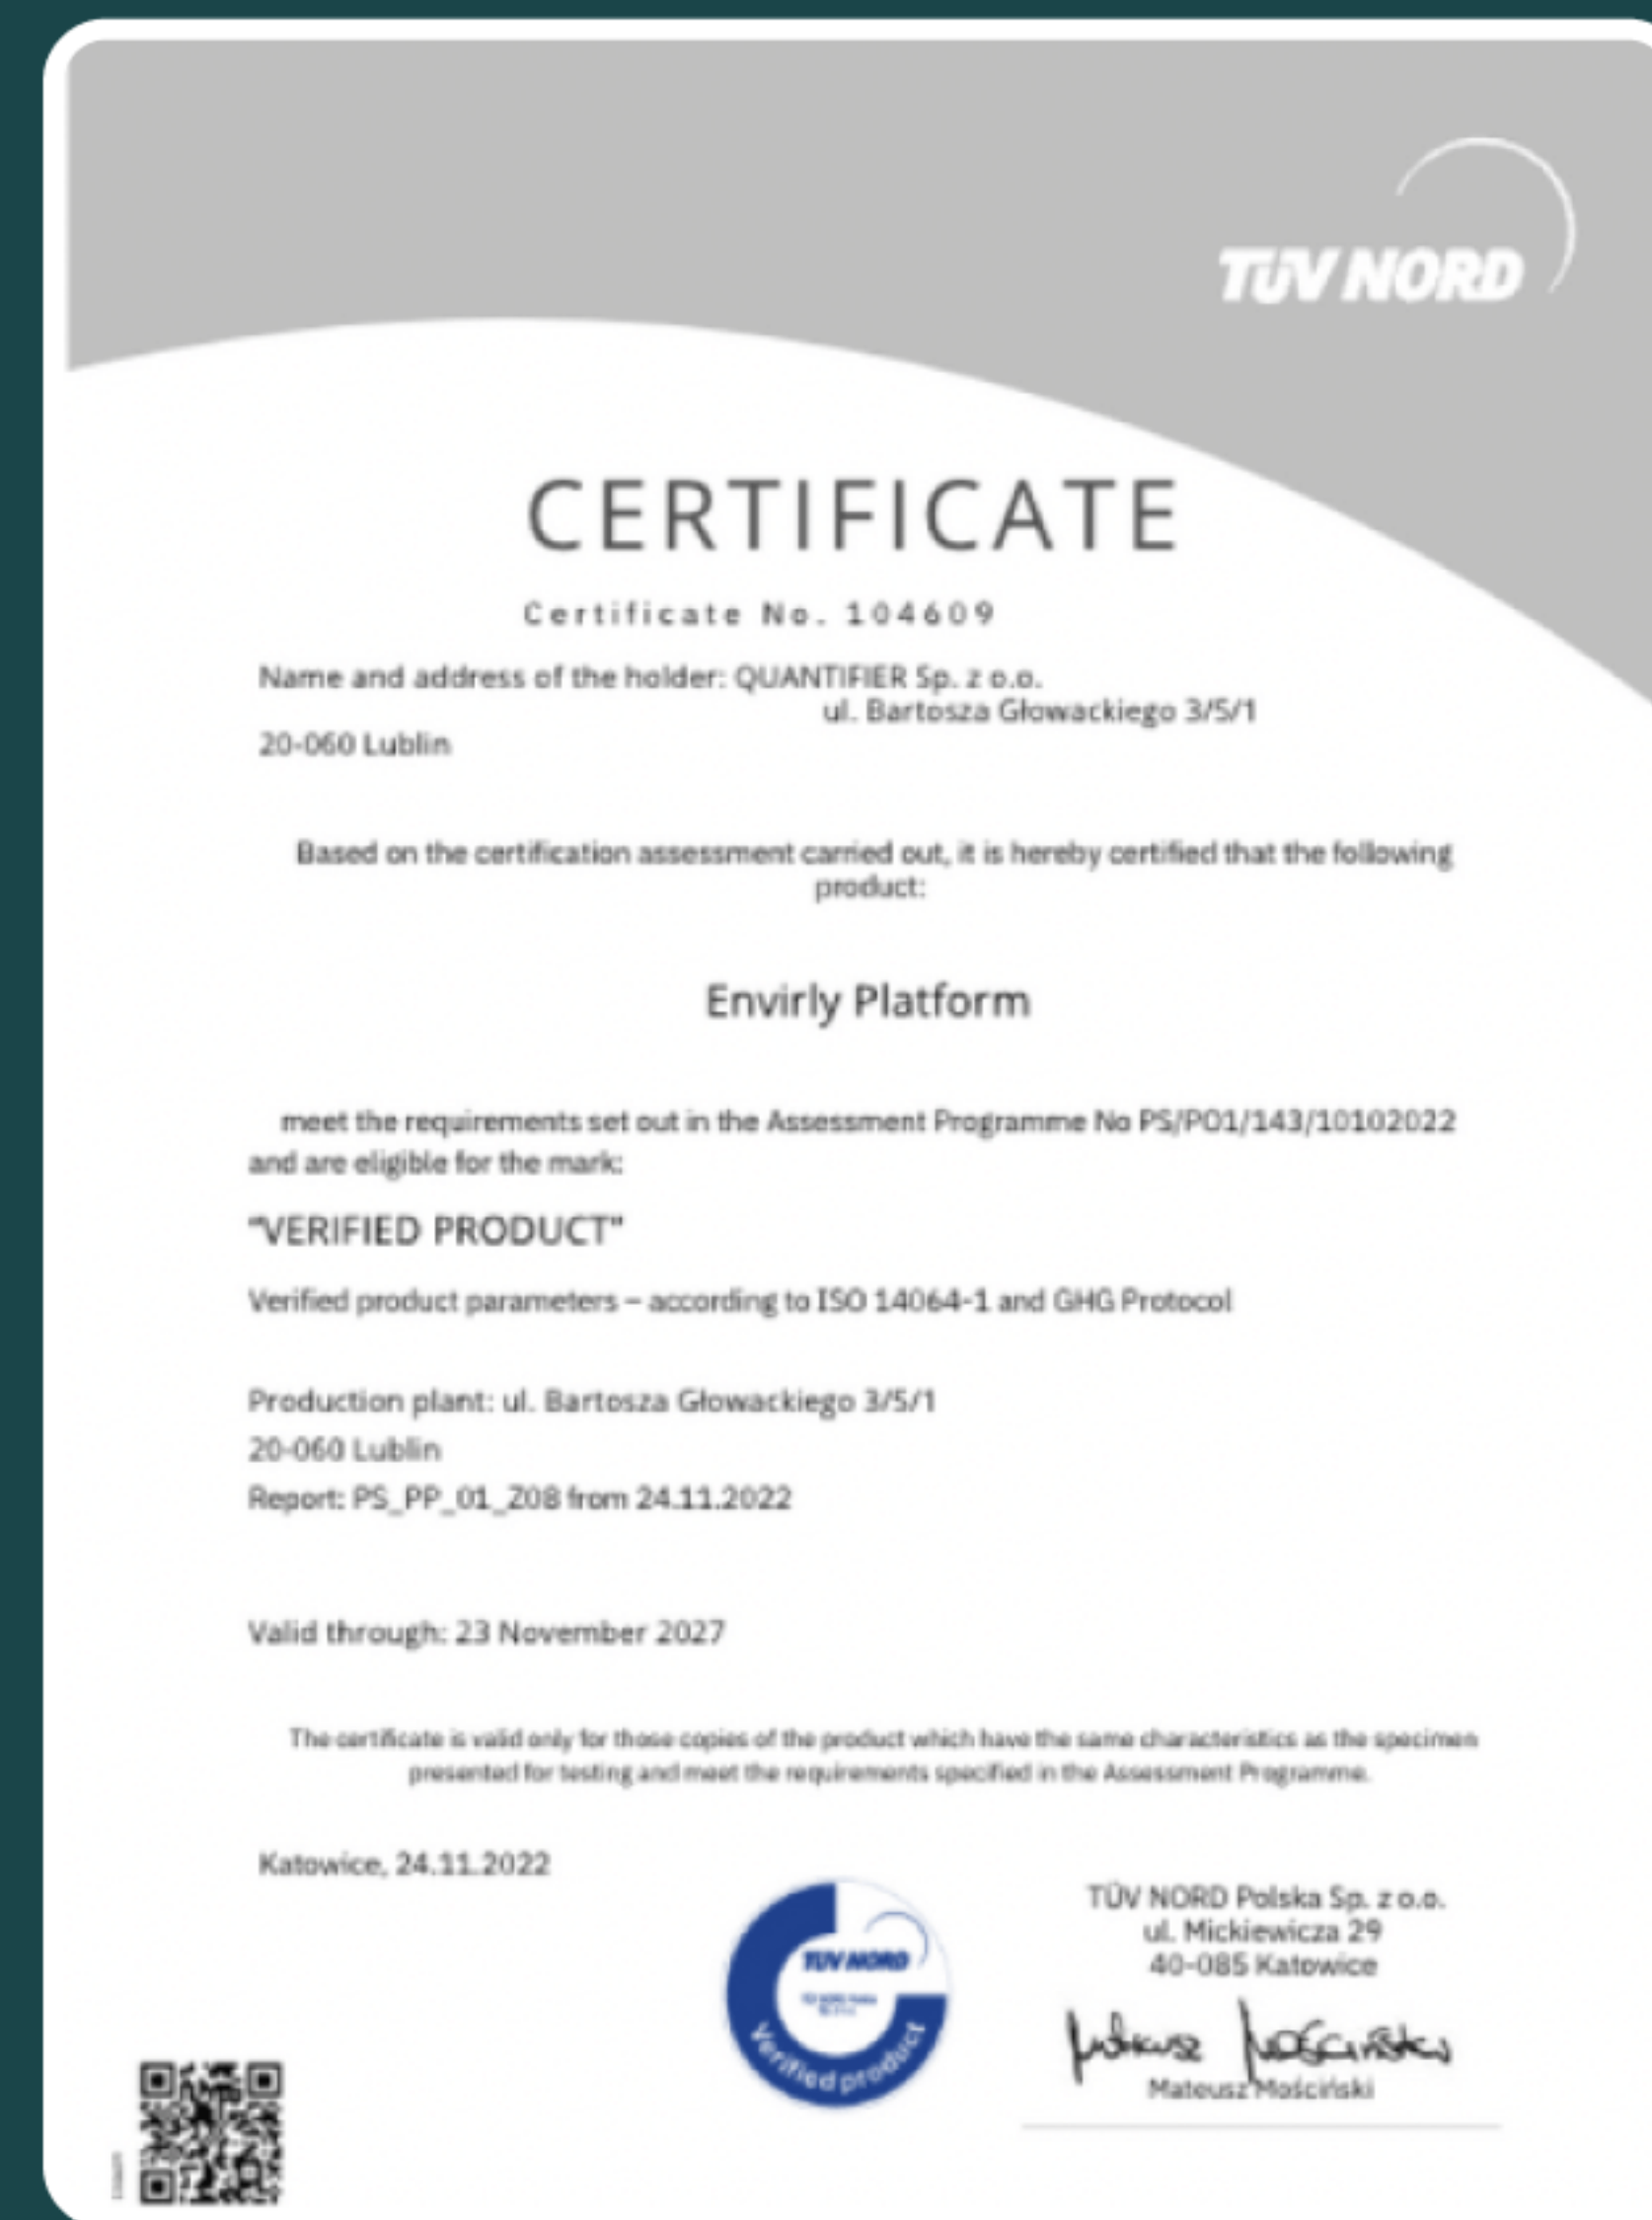 TÜV NORD
CERTIFICATE
Certificate No. 104609
Name and address of the holder: QUANTIFIER Sp. z o.o.
ul. Bartosza Głowackiego 3/5/1
20-060 Lublin
Based on the certification assessment carried out, it is hereby certified that the following
product:
Envirly Platform
meet the requirements set out in the Assessment Programme No PS/PO1/143/10102022
and are eligible for the mark:
"VERIFIED PRODUCT"
Verified product parameters – according to ISO 14064-1 and GHG Protocol
Production plant: ul. Bartosza Głowackiego 3/5/1
20-060 Lublin
Report: PS_PP_01_Z08 from 24.11.2022
Valid through: 23 November 2027
The certificate is valid only for those copies of the product which have the same characteristics as the specimen
presented for testing and meet the requirements specified in the Assessment Programme.
Katowice, 24.11.2022
TÜV NORD
Verified product
TÜV NORD Polska Sp. z o.o.
ul. Mickiewicza 29
40-085 Katowice
Mateusz Mościński
Mateusz Mościński